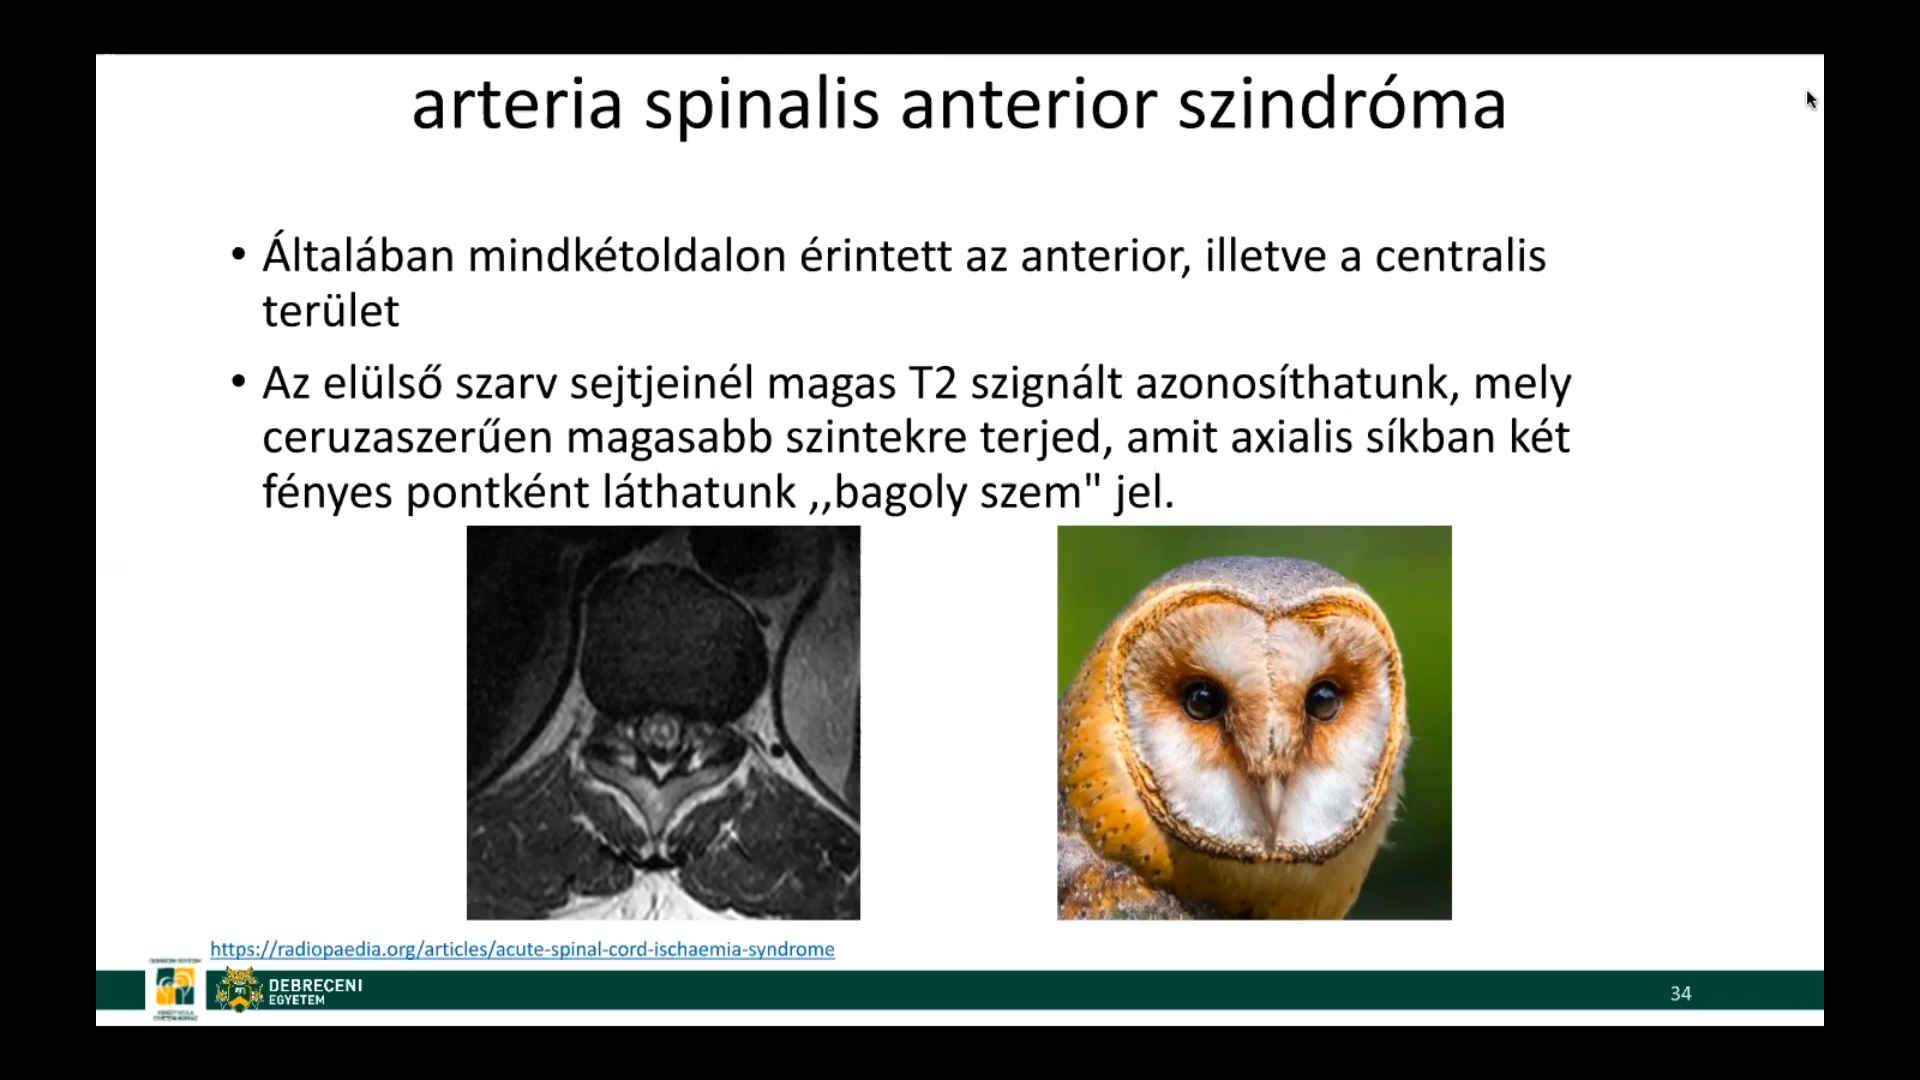 arteria spinalis anterior szindróma
• Általában mindkétoldalon érintett az anterior, illetve a centralis
terület
• Az elülső szarv sejtjeinél magas T2 szignált azonosíthatunk, mely
ceruzaszerűen magasabb szintekre terjed, amit axialis síkban két
fényes pontként láthatunk ,,bagoly szem" jel.
https://radiopaedia.org/articles/acute-spinal-cord-ischaemia-syndrome
DEBRECENI
EGYETEM
34